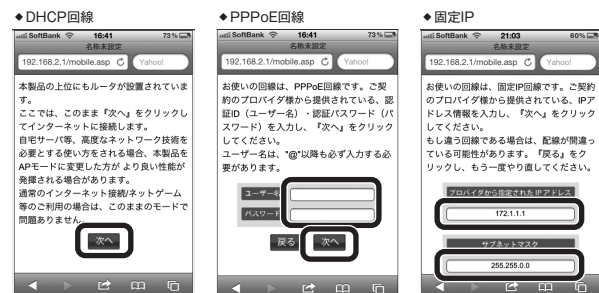 ◆DHCP回線
SoftBank 16:41 73%
名称未設定
192.168.2.1/mobile.asp Yahoo!
本製品の上位にもルータが設置されていま
す。
ここでは、このまま『次へ』をクリックし
てインターネットに接続します。
自宅サーバ等、高度なネットワーク技術を
必要とする使い方をされる場合、本製品を
APモードに変更した方が より良い性能が
発揮される場合があります。
通常のインターネット接続/ネットゲーム
等のご利用の場合は、このままのモードで
問題ありません。
次へ
◆PPPoE回線
SoftBank 16:41 73%
名称未設定
192.168.2.1/mobile.asp Yahoo!
お使いの回線は、PPPoE回線です。ご契
約のプロバイダ様から提供されている、認
証ID（ユーザー名）・認証パスワード（パ
スワード）を入力し、『次へ』をクリック
してください。
ユーザー名は、"@"以降も必ず入力する必
要があります。
ユーザー名
パスワード
戻る 次へ
◆固定IP
SoftBank 21:03 60%
名称未設定
192.168.2.1/mobile.asp Yahoo!
お使いの回線は、固定IP回線です。ご契約
のプロバイダ様から提供されている、IPア
ドレス情報を入力し、『次へ』をクリック
してください。
もし違う回線である場合は、配線が間違っ
ている可能性があります。『戻る』をク
リックし、もう一度やり直してください。
プロバイダから指定された IPアドレス
172.1.1.1
サブネットマスク
255.255.0.0